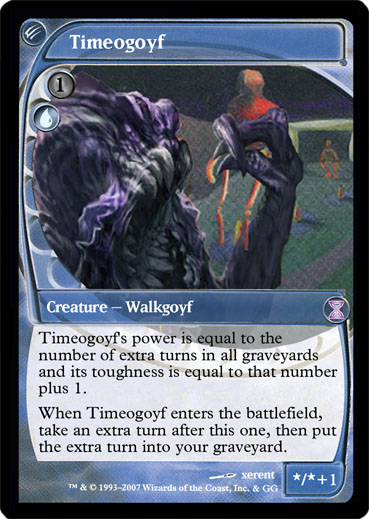 Timeogoyf
1
Creature – Walkgoyf
Timeogoyf's power is equal to the
number of extra turns in all graveyards
and its toughness is equal to that number
plus 1.
When Timeogoyf enters the battlefield,
take an extra turn after this one, then put
the extra turn into your graveyard.
xerent
™ & © 1993–2007 Wizards of the Coast, Inc. & GG
*/*+1